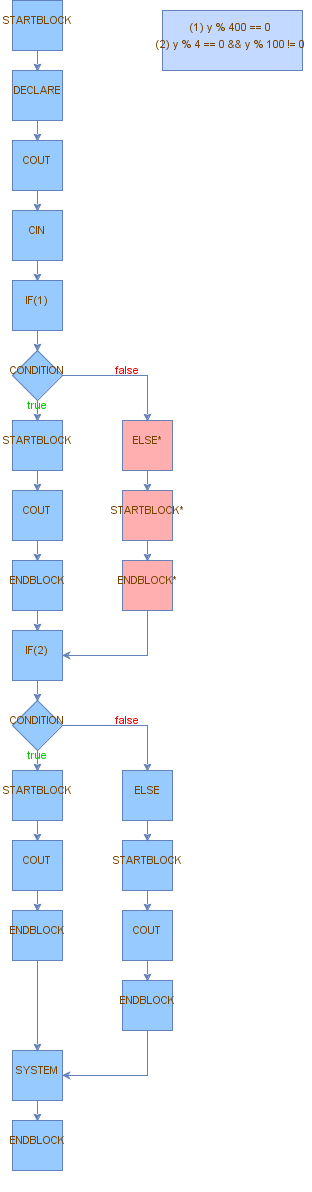 STARTBLOCK
(1) y % 400 == 0
(2) y % 4 == 0 && y % 100 != 0
DECLARE
COUT
CIN
IF(1)
CONDITION
false
true
STARTBLOCK
ELSE*
COUT
STARTBLOCK*
ENDBLOCK
ENDBLOCK*
IF(2)
CONDITION
false
true
STARTBLOCK
ELSE
COUT
STARTBLOCK
ENDBLOCK
COUT
ENDBLOCK
SYSTEM
ENDBLOCK